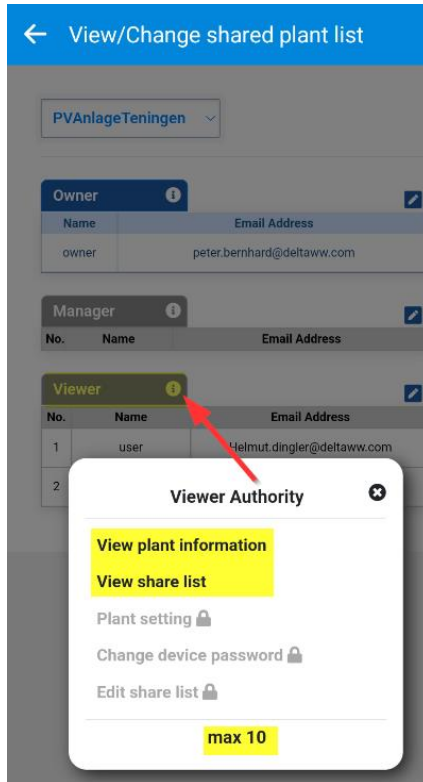 View/Change shared plant list
PVAnlageTeningen
Owner
Name Email Address
owner peter.bernhard@deltaww.com
Manager
No. Name Email Address
Viewer
No. Name Email Address
1 user Helmut.dingler@deltaww.com
2
Viewer Authority
View plant information
View share list
Plant setting
Change device password
Edit share list
max 10